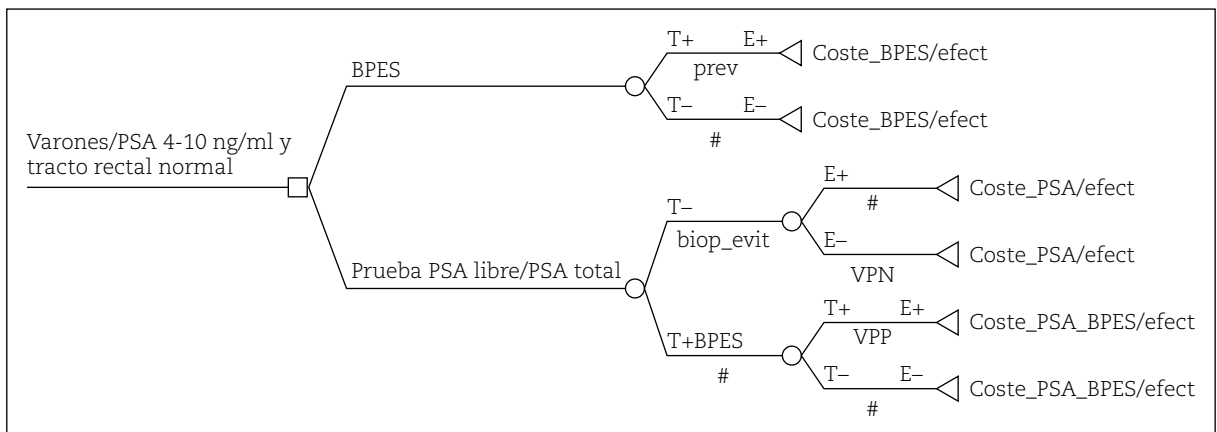 T+ E+
prev
Coste_BPES/efect
BPES
T– E–
#
Coste_BPES/efect
Varones/PSA 4-10 ng/ml y
tracto rectal normal
E+
#
Coste_PSA/efect
T–
biop_evit
E–
VPN
Coste_PSA/efect
Prueba PSA libre/PSA total
T+ E+
VPP
Coste_PSA_BPES/efect
T+BPES
#
T– E–
#
Coste_PSA_BPES/efect